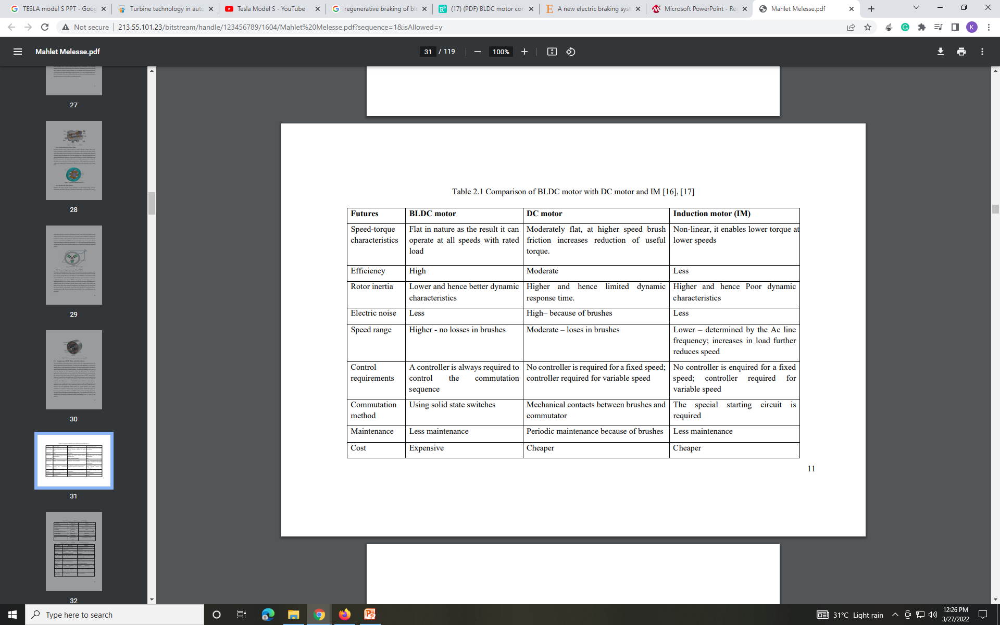 TESLA model S PPT - Goog
Turbine technology in auto
Tesla Model S - YouTube
regenerative braking of bl
(17) (PDF) BLDC motor con
A new electric braking syst
Microsoft PowerPoint - Re
Mahlet Melesse.pdf
Not secure
213.55.101.23/bitstream/handle/123456789/1604/Mahlet%20Melesse.pdf?sequence=1&isAllowed=y
K
Mahlet Melesse.pdf
31 / 119
100%
27
28
29
30
31
32
Table 2.1 Comparison of BLDC motor with DC motor and IM [16], [17]
Futures BLDC motor DC motor Induction motor (IM)
Speed-torque Flat in nature as the result it can Moderately flat, at higher speed brush Non-linear, it enables lower torque at
characteristics operate at all speeds with rated friction increases reduction of useful lower speeds
load torque.
Efficiency High Moderate Less
Rotor inertia Lower and hence better dynamic Higher and hence limited dynamic Higher and hence Poor dynamic
characteristics response time. characteristics
Electric noise Less High– because of brushes Less
Speed range Higher - no losses in brushes Moderate – loses in brushes Lower – determined by the Ac line
frequency; increases in load further
reduces speed
Control A controller is always required to No controller is required for a fixed speed; No controller is enquired for a fixed
requirements control the commutation controller required for variable speed speed; controller required for
sequence variable speed
Commutation Using solid state switches Mechanical contacts between brushes and The special starting circuit is
method commutator required
Maintenance Less maintenance Periodic maintenance because of brushes Less maintenance
Cost Expensive Cheaper Cheaper
11
Type here to search
31°C Light rain
12:26 PM
3/27/2022